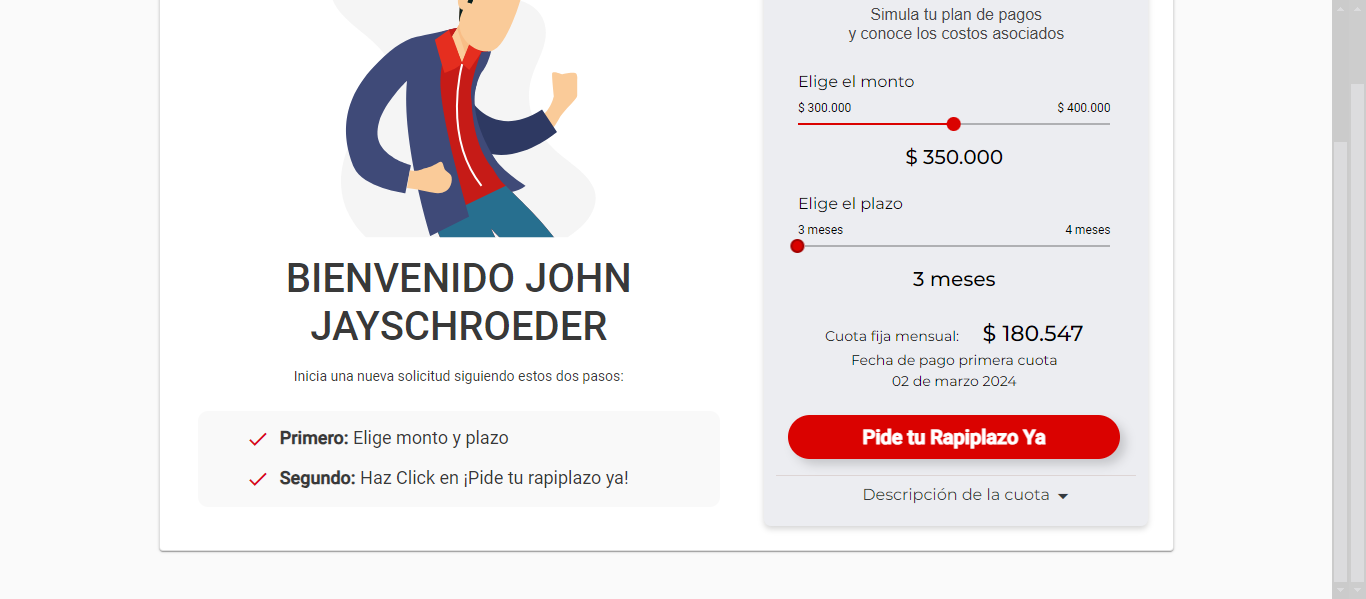 BIENVENIDO JOHN
JAYSCHROEDER
Inicia una nueva solicitud siguiendo estos dos pasos:
Primero: Elige monto y plazo
Segundo: Haz Click en ¡Pide tu rapiplazo ya!
Simula tu plan de pagos
y conoce los costos asociados
Elige el monto
$ 300.000 $ 400.000
$ 350.000
Elige el plazo
3 meses 4 meses
3 meses
Cuota fija mensual: $ 180.547
Fecha de pago primera cuota
02 de marzo 2024
Pide tu Rapiplazo Ya
Descripción de la cuota